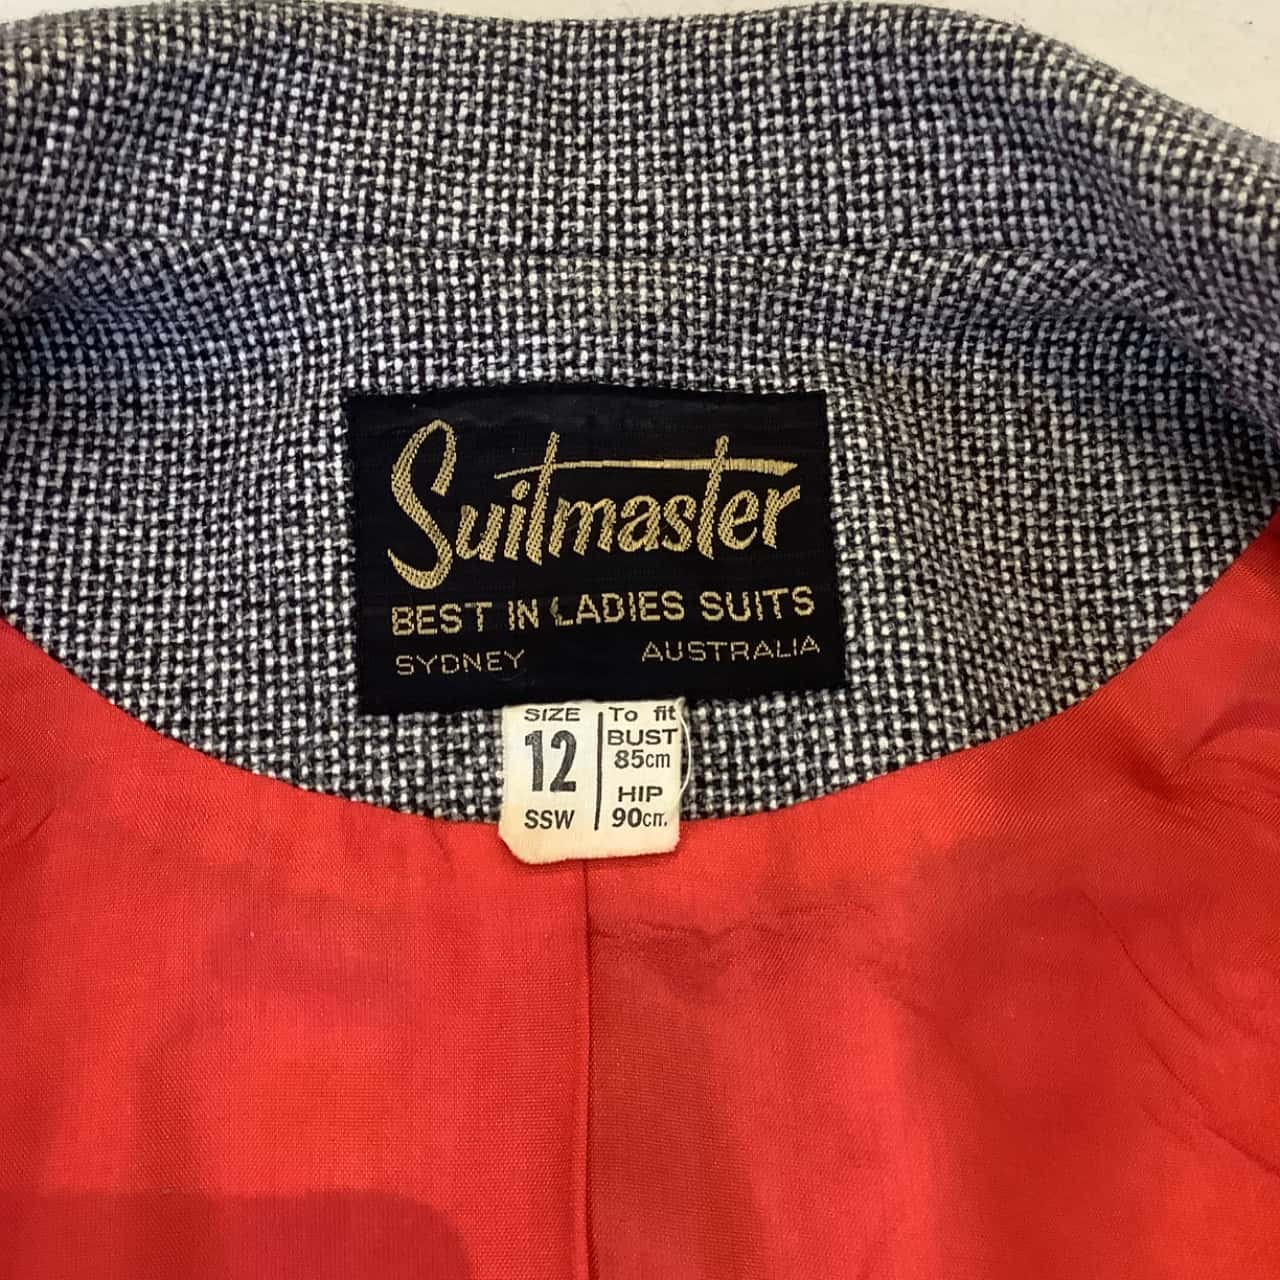 Suitmaster
BEST IN LADIES SUITS
SYDNEY AUSTRALIA
SIZE
12
SSW
To fit
BUST
85cm
HIP
90cm.